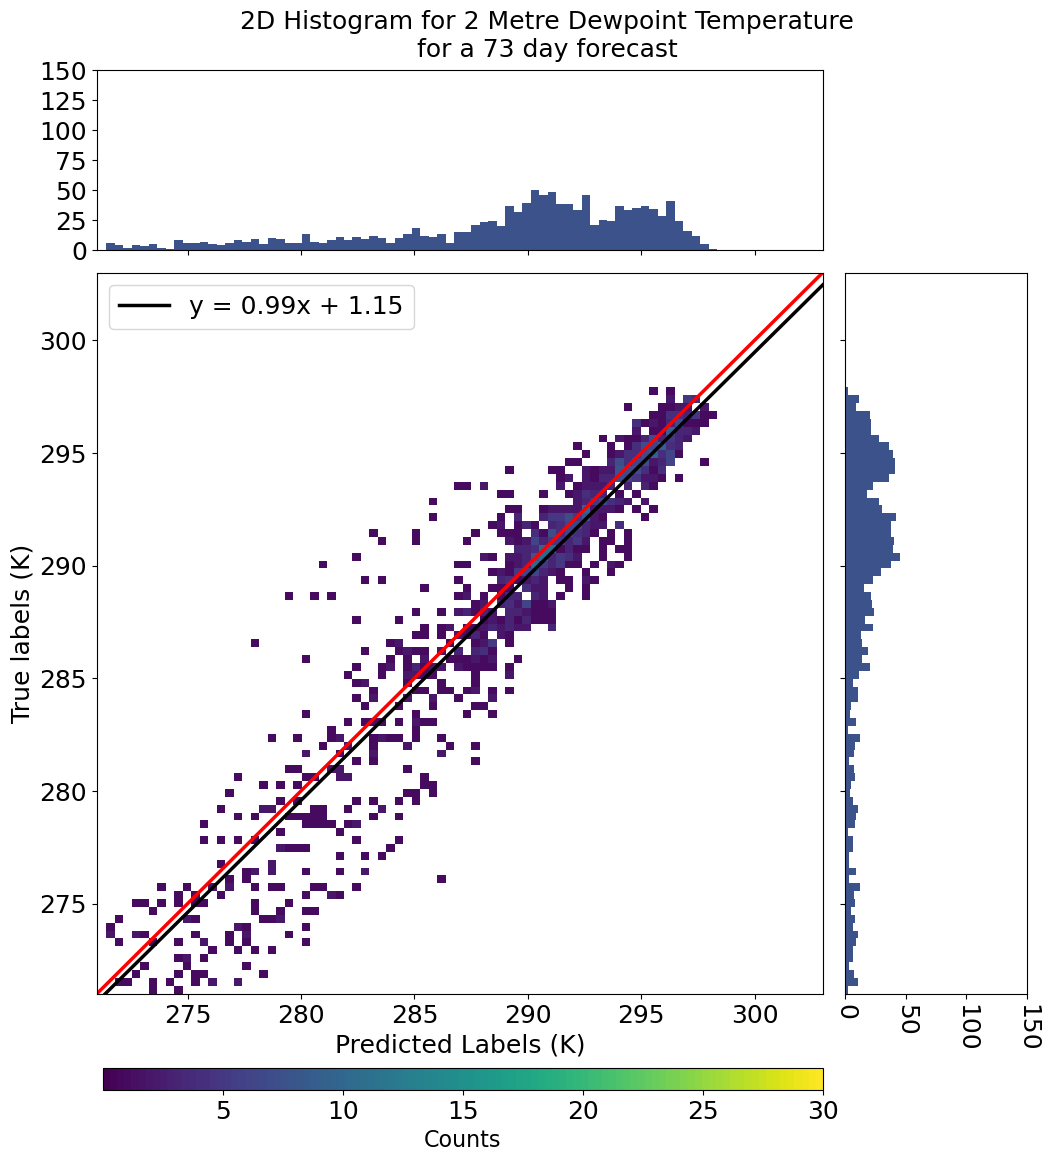 2D Histogram for 2 Metre Dewpoint Temperature
for a 73 day forecast
150
125
100
75
50
25
0
y = 0.99x + 1.15
300
295
290
285
280
275
True labels (K)
275 280 285 290 295 300
Predicted Labels (K)
0 50 100 150
5 10 15 20 25 30
Counts